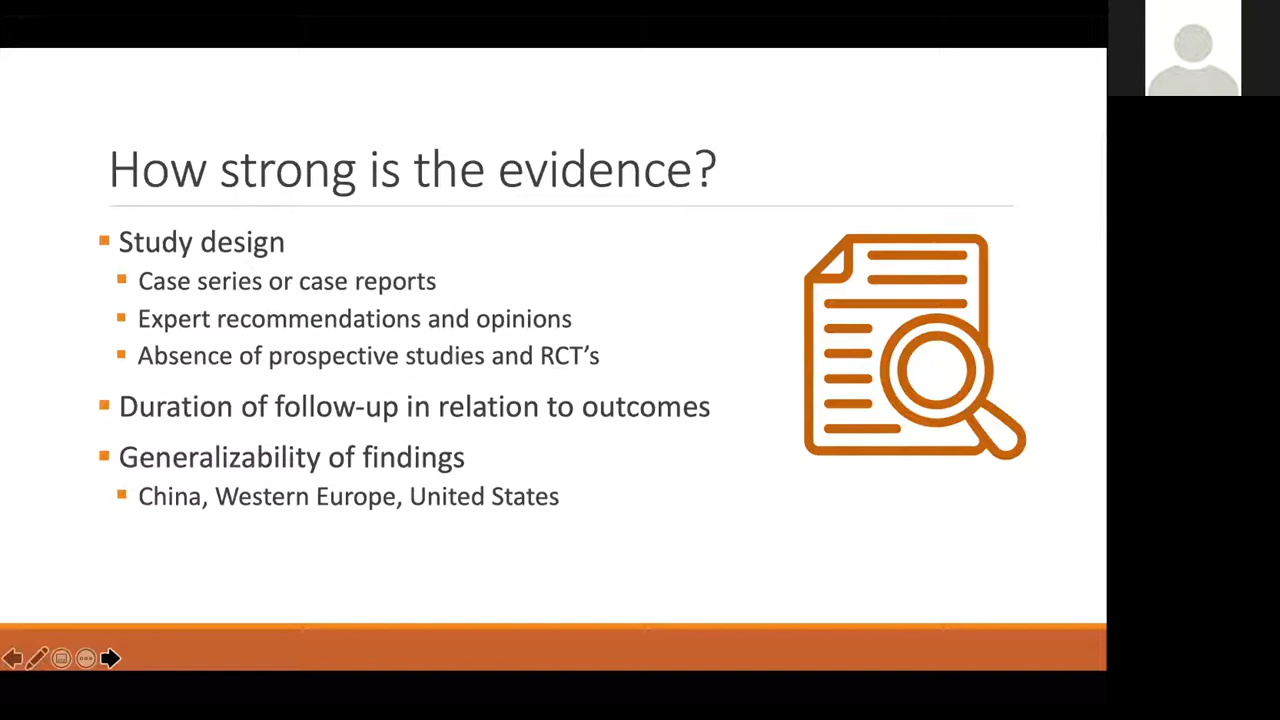 How strong is the evidence?
Study design
Case series or case reports
Expert recommendations and opinions
Absence of prospective studies and RCT’s
Duration of follow-up in relation to outcomes
Generalizability of findings
China, Western Europe, United States